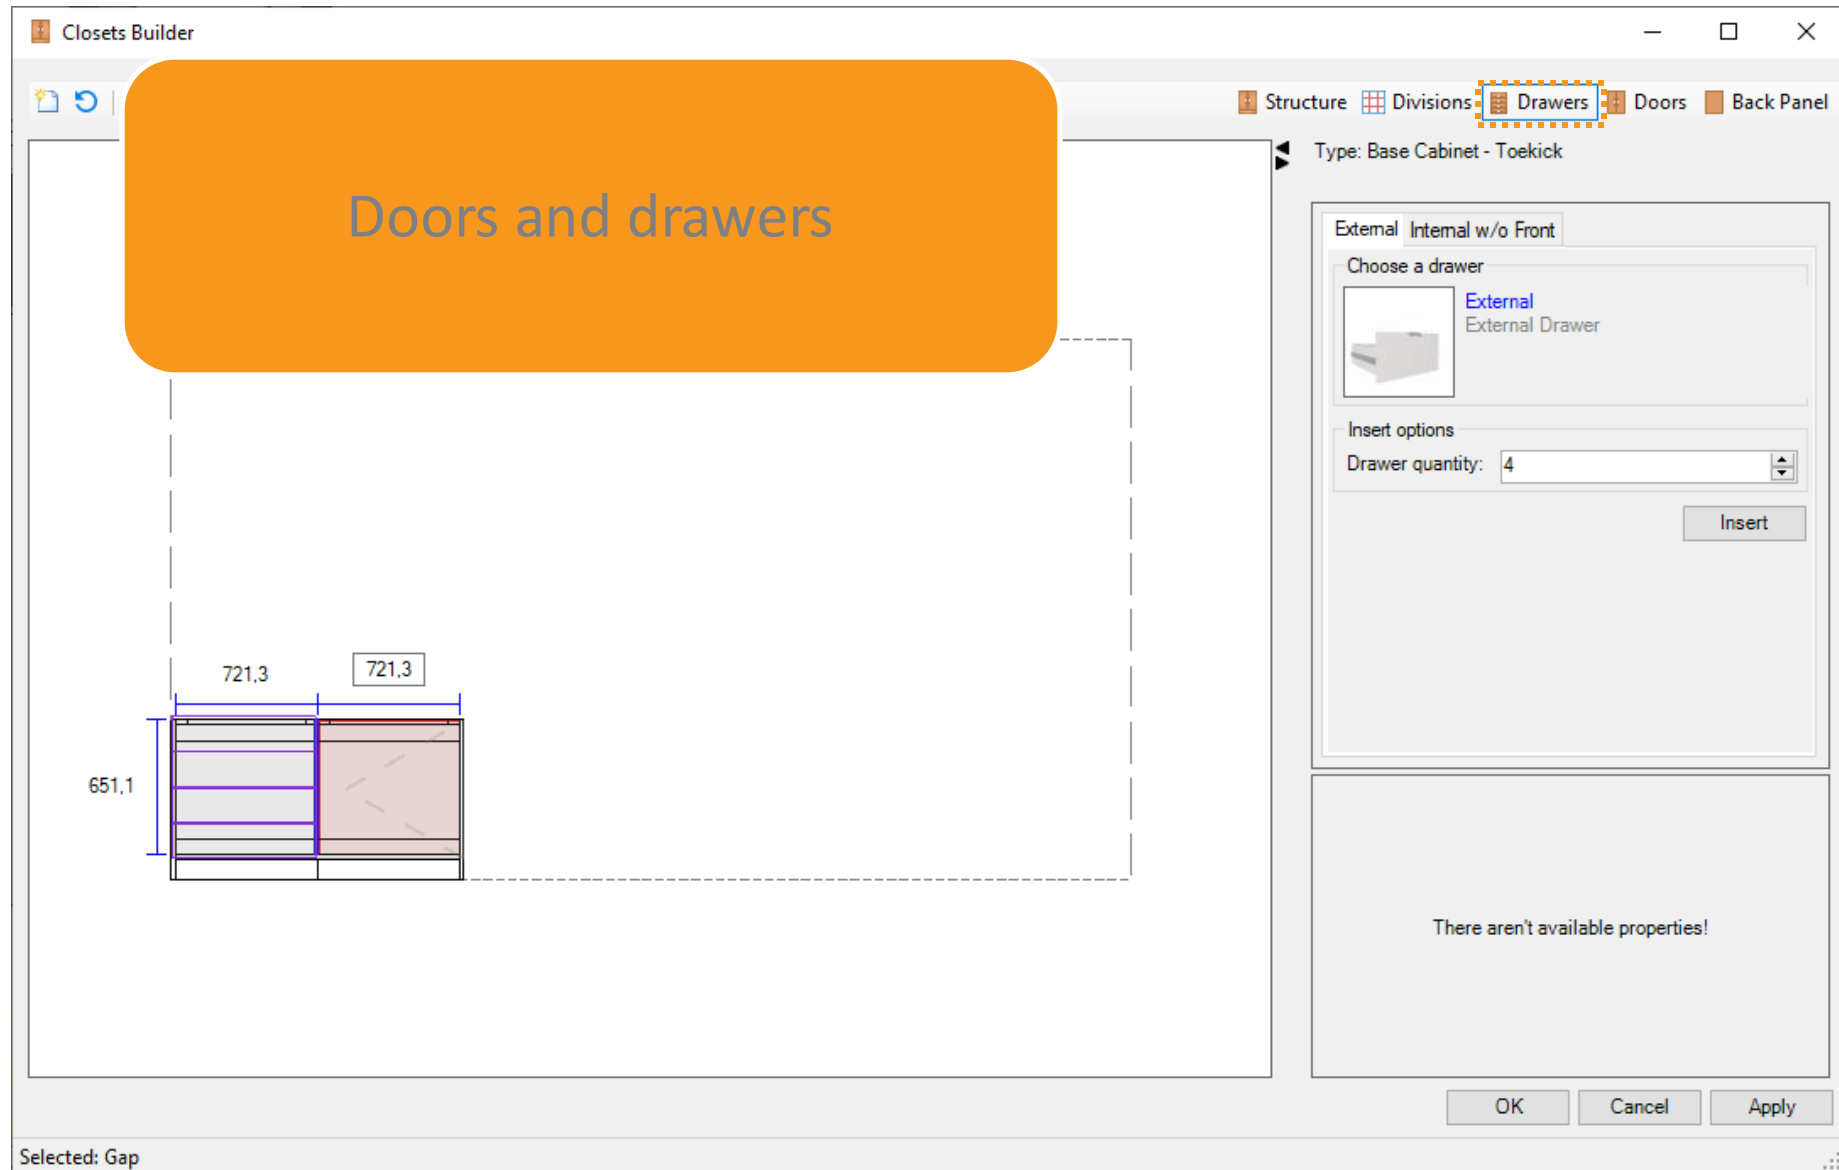 Closets Builder
Structure Divisions Drawers Doors Back Panel
Doors and drawers
Type: Base Cabinet - Toekick
External Internal w/o Front
Choose a drawer
External
External Drawer
Insert options
Drawer quantity: 4
Insert
721,3 721,3
651,1
There aren't available properties!
OK Cancel Apply
Selected: Gap